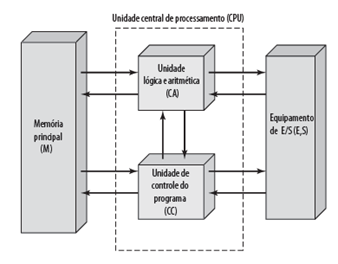 Unidade central de processamento (CPU)
Memória
principal
(M)
Unidade
lógica e aritmética
(CA)
Unidade de
controle do
programa
(CC)
Equipamento
de E/S (E,S)